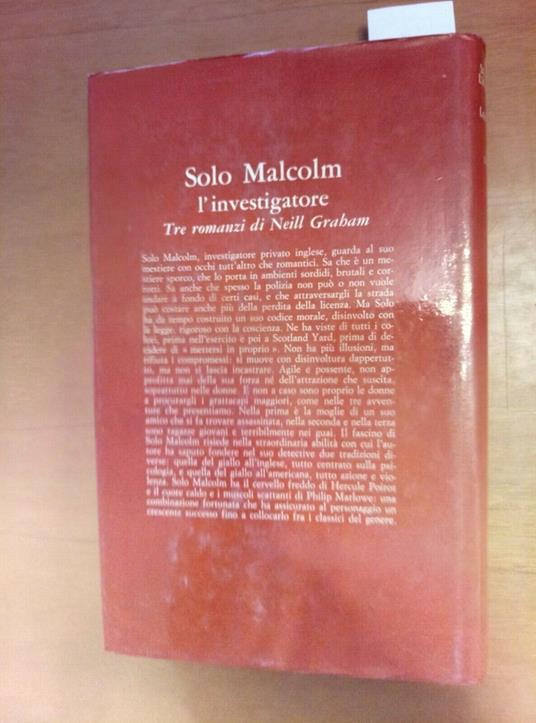 Solo Malcolm
l'investigatore
Tre romanzi di Neill Graham
Solo Malcolm, investigatore privato inglese, guarda al suo
mestiere con occhi tutt'altro che romantici. Sa che è un me-
stiere sporco, che lo porta in ambienti sordidi, brutali e cor-
rotti. Sa anche che spesso la polizia non può o non vuole
andare a fondo di certi casi, e che attraversargli la strada
può costare anche più della perdita della licenza. Ma Solo
ha da tempo costruito un suo codice morale, disinvolto con
la legge, rigoroso con la coscienza. Ne ha viste di tutti i co-
lori, prima nell'esercito e poi a Scotland Yard, prima di de-
cidere di « mettersi in proprio ». Non ha più illusioni, ma
rifiuta i compromessi; si muove con disinvoltura dappertut-
to, ma non si lascia incastrare. Agile e possente, non ap-
profitta mai della sua forza né dell'attrazione che suscita,
soprattutto nelle donne. E non a caso sono proprio le donne
a procurargli i grattacapi maggiori, come nelle tre avven-
ture che presentiamo. Nella prima è la moglie di un suo
amico che si fa trovare assassinata, nella seconda e nella terza
sono ragazze giovani e terribilmente nei guai. Il fascino di
Solo Malcolm risiede nella straordinaria abilità con cui l'au-
tore ha saputo fondere nel suo detective due tradizioni di-
verse: quella del giallo all'inglese, tutto centrato sulla psi-
cologia, e quella del giallo all'americana, tutto azione e vio-
lenza. Solo Malcolm ha il cervello freddo di Hercule Poirot
e il cuore caldo e i muscoli scattanti di Philip Marlowe: una
combinazione fortunata che ha assicurato al personaggio un
crescente successo fino a collocarlo fra i classici del genere.